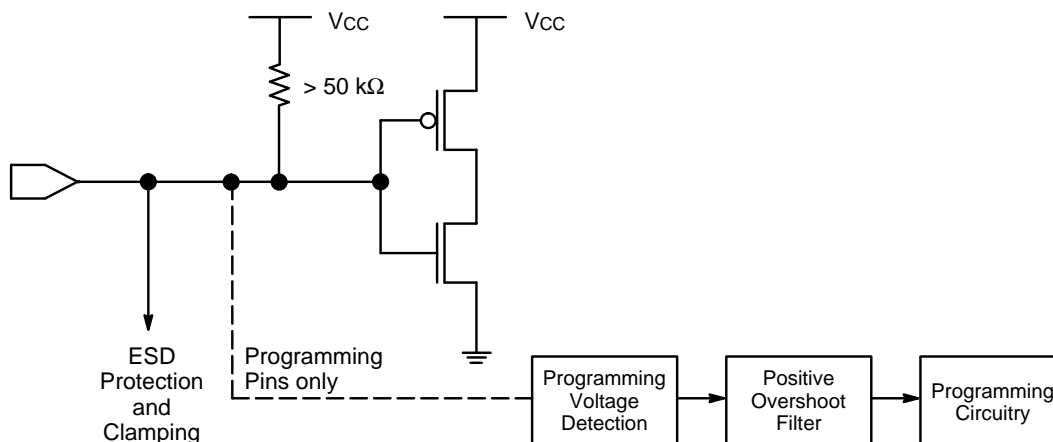 VCC
VCC
> 50 kΩ
ESD
Protection
and
Clamping
Programming
Pins only
Programming
Voltage
Detection
Positive
Overshoot
Filter
Programming
Circuitry